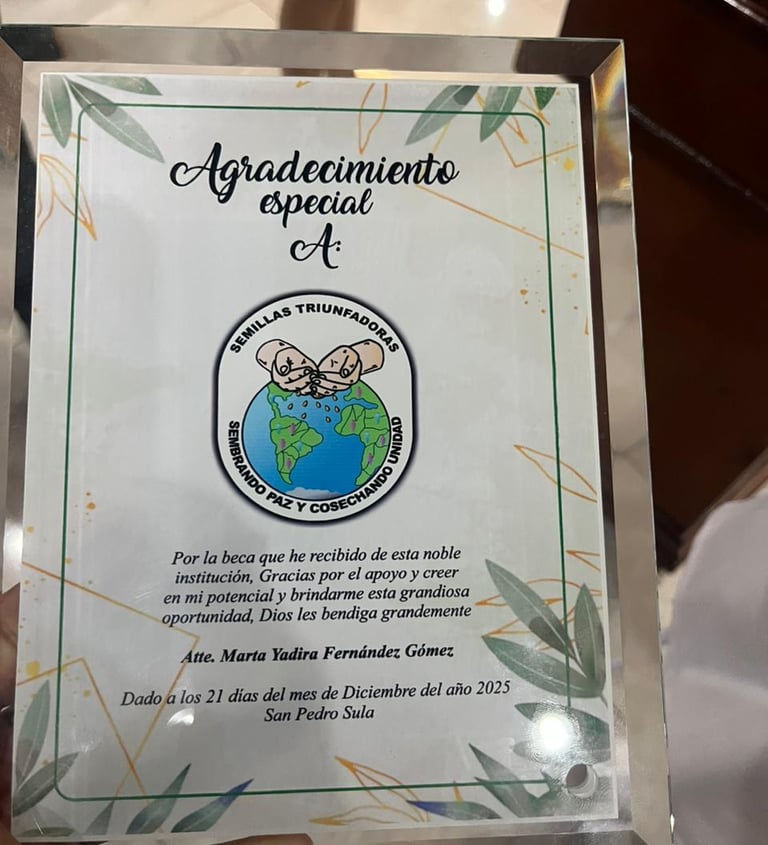 Agradecimiento
especial
A:
SEMILLAS TRIUNFADORAS
SEMBRANDO PAZ Y COSECHANDO UNIDAD
Por la beca que he recibido de esta noble
institución, Gracias por el apoyo y creer
en mi potencial y brindarme esta grandiosa
oportunidad, Dios les bendiga grandemente
Atte. Marta Yadira Fernández Gómez
Dado a los 21 días del mes de Diciembre del año 2025
San Pedro Sula